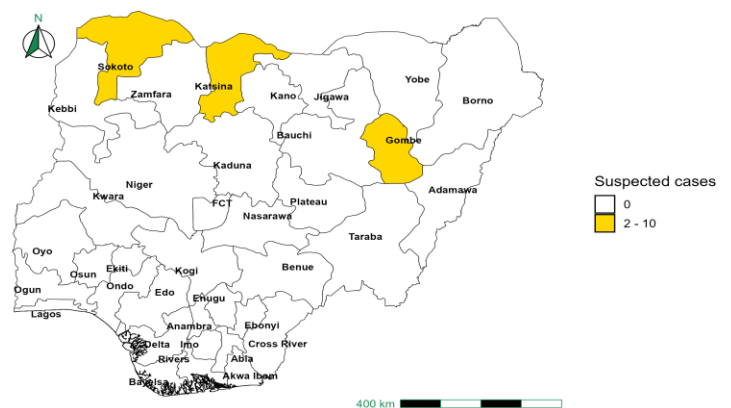 N
Sokoto
Katsina
Yobe
Zamfara
Kano
Jigawa
Borno
Kebbi
Bauchi
Gombe
Kaduna
Niger
Adamawa
Kwara
FCT
Plateau
Nasarawa
Taraba
Oyo
Osun
Ekiti
Kogi
Benue
Ogun
Ondo
Edo
Enugu
Lagos
Anambra
Ebonyi
Delta
Imo
Cross River
Rivers
Abia
Bayelsa
Akwa Ibom
Suspected cases
0
2 - 10
400 km